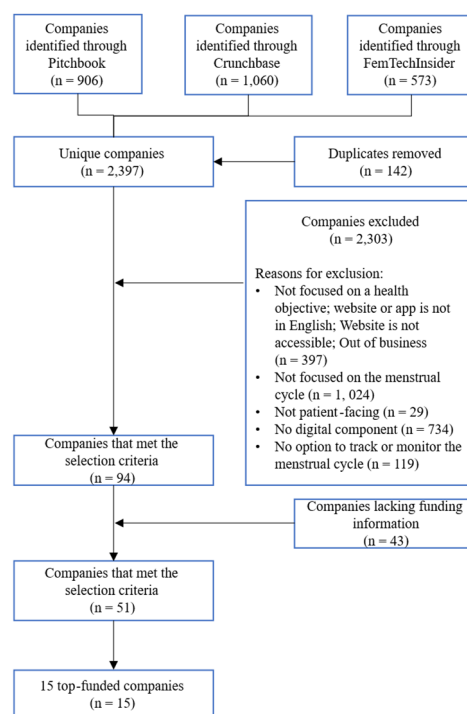 Companies
identified through
Pitchbook
(n = 906)
Companies
identified through
Crunchbase
(n = 1,060)
Companies
identified through
FemTechInsider
(n = 573)
Unique companies
(n = 2,397)
Duplicates removed
(n = 142)
Companies excluded
(n = 2,303)
Reasons for exclusion:
• Not focused on a health
objective; website or app is not
in English; Website is not
accessible; Out of business
(n = 397)
• Not focused on the menstrual
cycle (n = 1, 024)
• Not patient-facing (n = 29)
• No digital component (n = 734)
• No option to track or monitor the
menstrual cycle (n = 119)
Companies that met the
selection criteria
(n = 94)
Companies lacking funding
information
(n = 43)
Companies that met the
selection criteria
(n = 51)
15 top-funded companies
(n = 15)